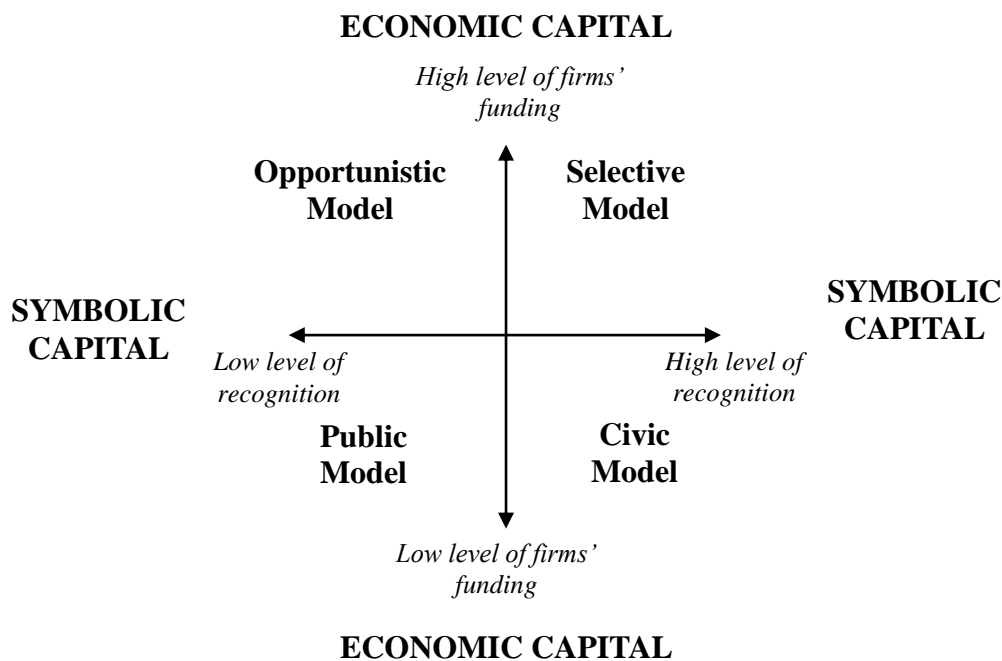 ECONOMIC CAPITAL
High level of firms’
funding
Opportunistic
Model
Selective
Model
SYMBOLIC
CAPITAL
SYMBOLIC
CAPITAL
Low level of
recognition
High level of
recognition
Public
Model
Civic
Model
Low level of firms’
funding
ECONOMIC CAPITAL